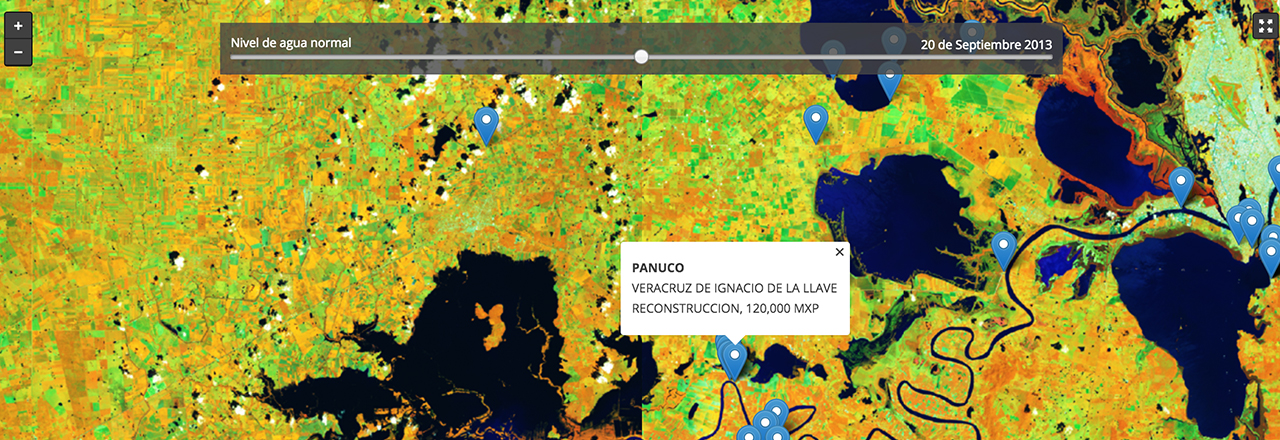 +
Nivel de agua normal
20 de Septiembre 2013
−
×
PANUCO
VERACRUZ DE IGNACIO DE LA LLAVE
RECONSTRUCCION, 120,000 MXP